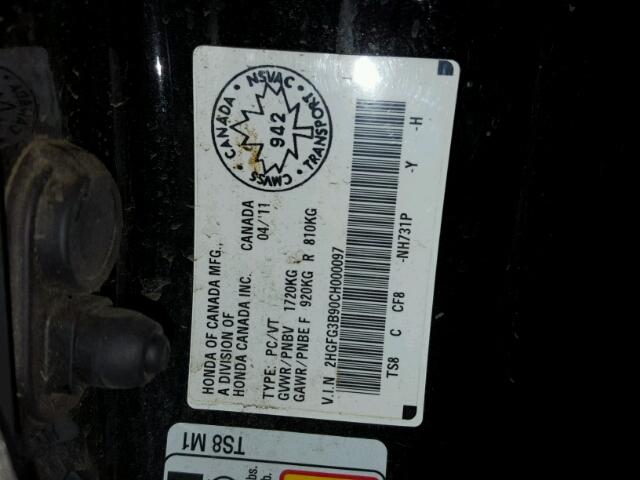 HONDA OF CANADA MFG.,
A DIVISION OF
HONDA CANADA INC.
CANADA
04/'11
TYPE: PC/VT
GVWR/PNBV 1720KG
GAWR/PNBE F 920KG R 810KG
V.I.N 2HGFG3B90CH000097
TS8 C CF8 -NH731P -Y -H
CANADA
NSVAC
TRANSPORT
CMVSS
942
TS8 M1